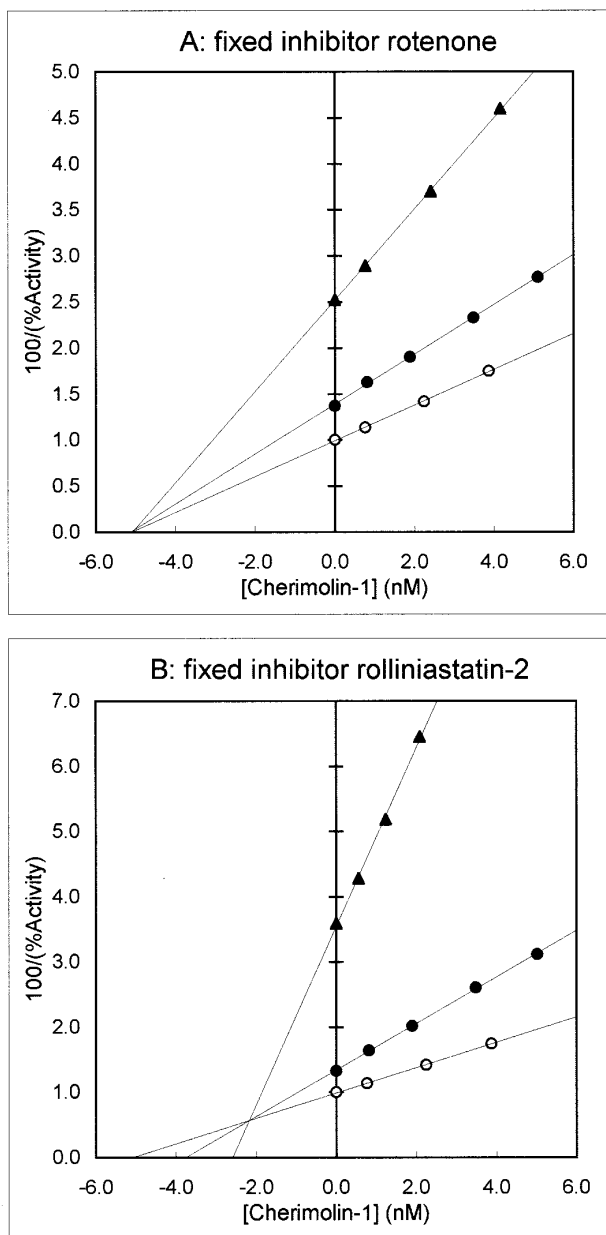 A: fixed inhibitor rotenone
5.0
4.5
4.0
3.5
3.0
2.5
2.0
1.5
1.0
0.5
0.0
100/(%Activity)
-6.0 -4.0 -2.0 0.0 2.0 4.0 6.0
[Cherimolin-1] (nM)
B: fixed inhibitor rolliniastatin-2
7.0
6.0
5.0
4.0
3.0
2.0
1.0
0.0
100/(%Activity)
-6.0 -4.0 -2.0 0.0 2.0 4.0 6.0
[Cherimolin-1] (nM)